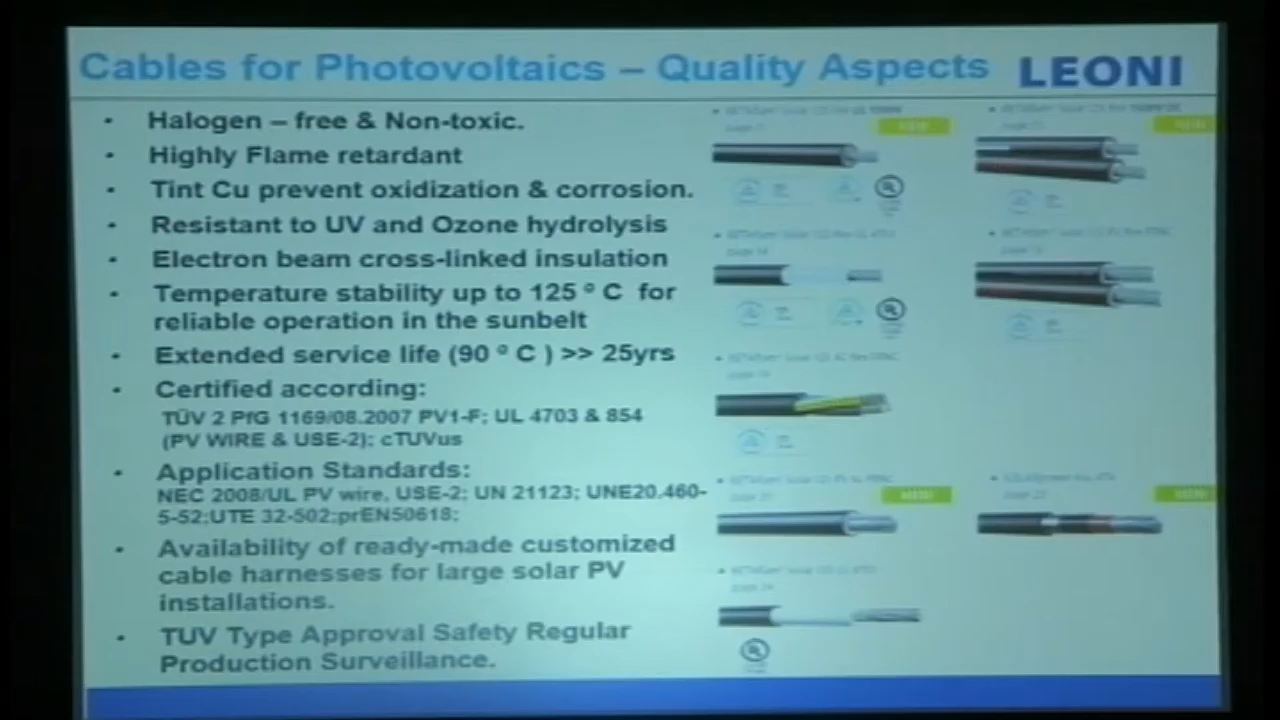 Cables for Photovoltaics – Quality Aspects LEONI
• Halogen – free & Non-toxic.
• Highly Flame retardant
• Tint Cu prevent oxidization & corrosion.
• Resistant to UV and Ozone hydrolysis
• Electron beam cross-linked insulation
• Temperature stability up to 125 º C for
reliable operation in the sunbelt
• Extended service life (90 º C ) >> 25yrs
• Certified according:
TÜV 2 PfG 1169/08.2007 PV1-F; UL 4703 & 854
(PV WIRE & USE-2); cTUVus
• Application Standards:
NEC 2008/UL PV wire, USE-2; UN 21123; UNE20.460-
5-52;UTE 32-502;prEN50618;
• Availability of ready-made customized
cable harnesses for large solar PV
installations.
• TUV Type Approval Safety Regular
Production Surveillance.
NEW
NEW
NEW
NEW